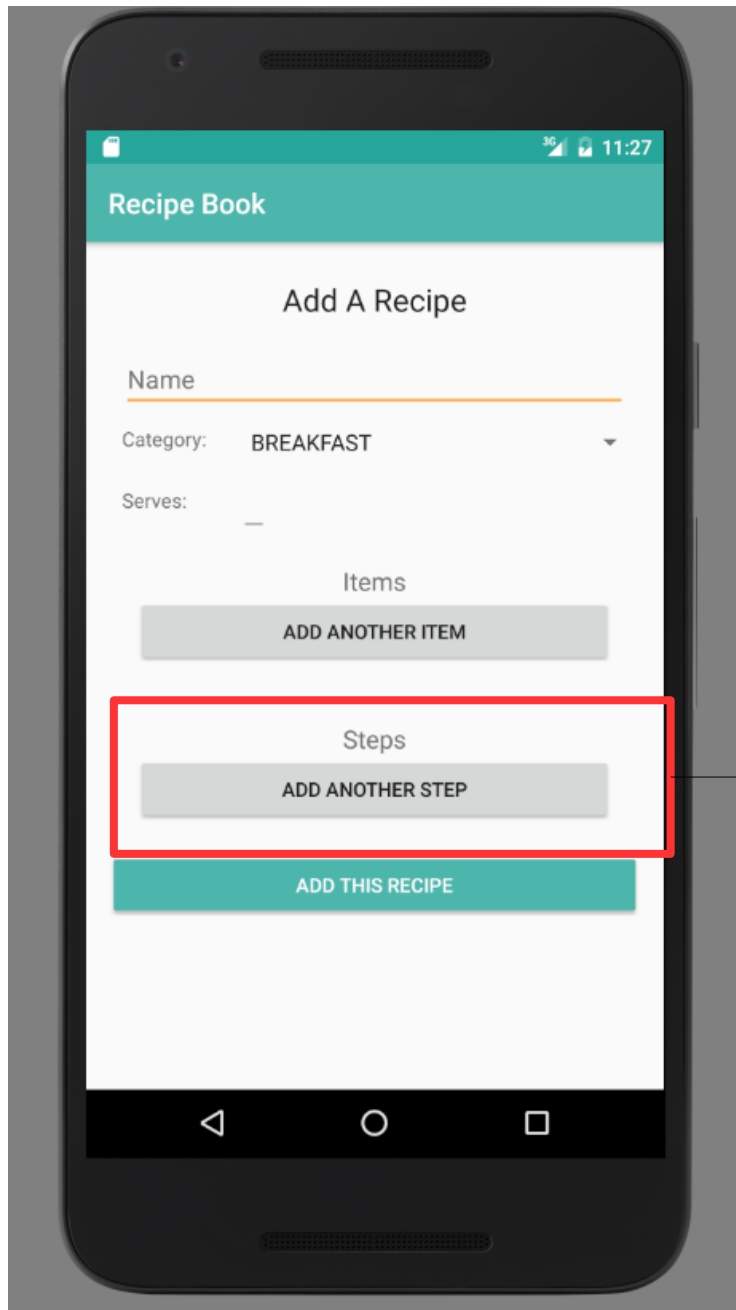 3G 11:27
Recipe Book
Add A Recipe
Name
Category: BREAKFAST
Serves:
Items
ADD ANOTHER ITEM
Steps
ADD ANOTHER STEP
ADD THIS RECIPE